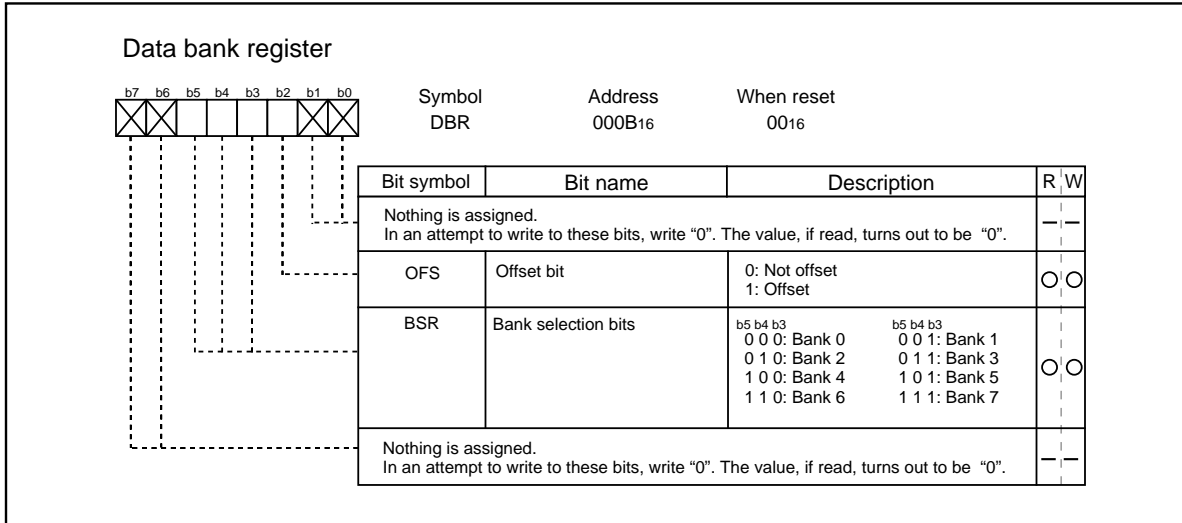 Data bank register
b7 b6 b5 b4 b3 b2 b1 b0
Symbol Address When reset
DBR 000B16 0016
Bit symbol Bit name Description R W
Nothing is assigned.
In an attempt to write to these bits, write “0”. The value, if read, turns out to be “0”.
OFS Offset bit 0: Not offset
1: Offset
BSR Bank selection bits b5 b4 b3 b5 b4 b3
0 0 0: Bank 0 0 0 1: Bank 1
0 1 0: Bank 2 0 1 1: Bank 3
1 0 0: Bank 4 1 0 1: Bank 5
1 1 0: Bank 6 1 1 1: Bank 7
Nothing is assigned.
In an attempt to write to these bits, write “0”. The value, if read, turns out to be “0”.